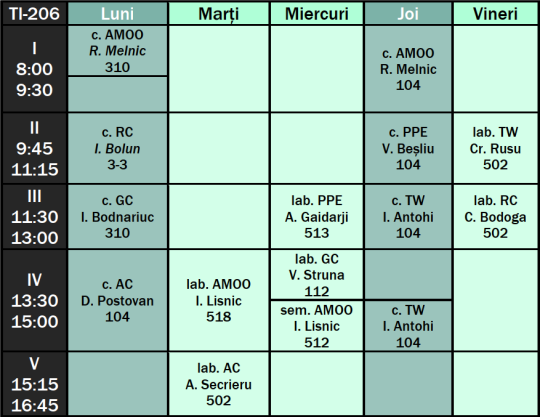 TI-206 Luni Marți Miercuri Joi Vineri
I
8:00
9:30
c. AMOO
R. Melnic
310
c. AMOO
R. Melnic
104
II
9:45
11:15
c. RC
I. Bolun
3-3
c. PPE
V. Beșliu
104
lab. TW
Cr. Rusu
502
III
11:30
13:00
c. GC
I. Bodnariuc
310
lab. PPE
A. Gaidarji
513
c. TW
I. Antohi
104
lab. RC
C. Bodoga
502
IV
13:30
15:00
c. AC
D. Postovan
104
lab. AMOO
I. Lisnic
518
lab. GC
V. Struna
112
sem. AMOO
I. Lisnic
512
c. TW
I. Antohi
104
V
15:15
16:45
lab. AC
A. Secrieru
502